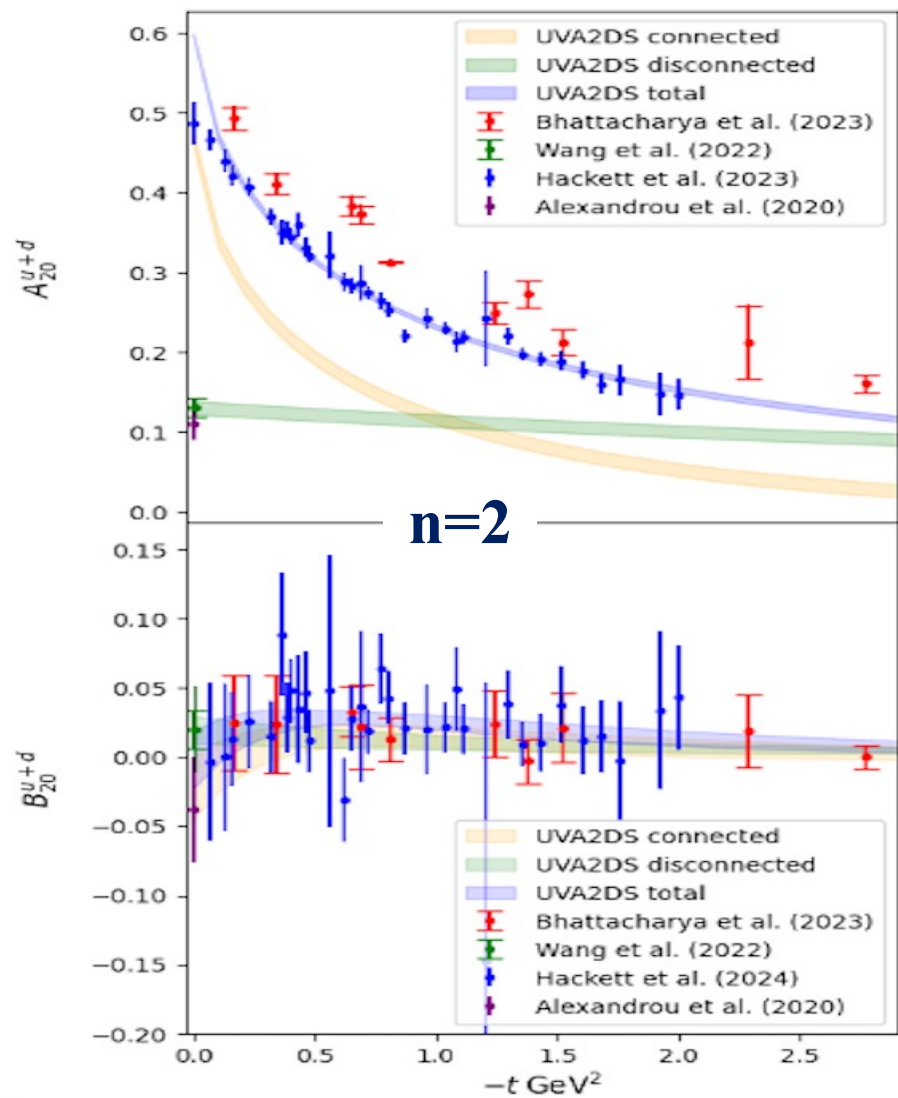 0.6
0.5
0.4
0.3
0.2
0.1
0.0
A_{20}^{u+d}
UVA2DS connected
UVA2DS disconnected
UVA2DS total
Bhattacharya et al. (2023)
Wang et al. (2022)
Hackett et al. (2023)
Alexandrou et al. (2020)
n=2
0.15
0.10
0.05
0.00
−0.05
−0.10
−0.15
−0.20
B_{20}^{u+d}
UVA2DS connected
UVA2DS disconnected
UVA2DS total
Bhattacharya et al. (2023)
Wang et al. (2022)
Hackett et al. (2024)
Alexandrou et al. (2020)
0.0 0.5 1.0 1.5 2.0 2.5
−t GeV²